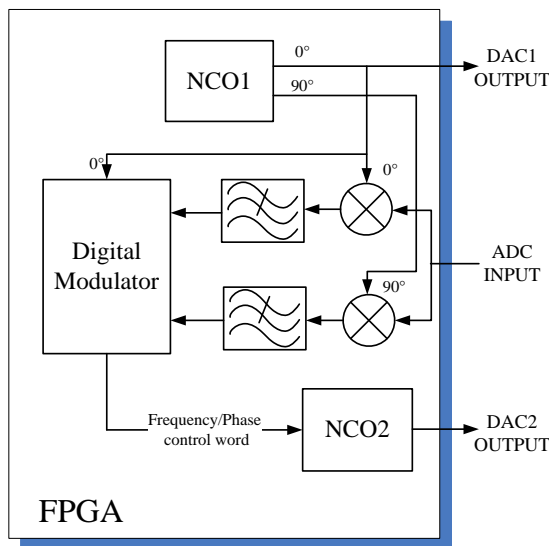 0°
NCO1
90°
DAC1
OUTPUT
0°
0°
Digital
Modulator
ADC
INPUT
90°
Frequency/Phase
control word
NCO2
DAC2
OUTPUT
FPGA